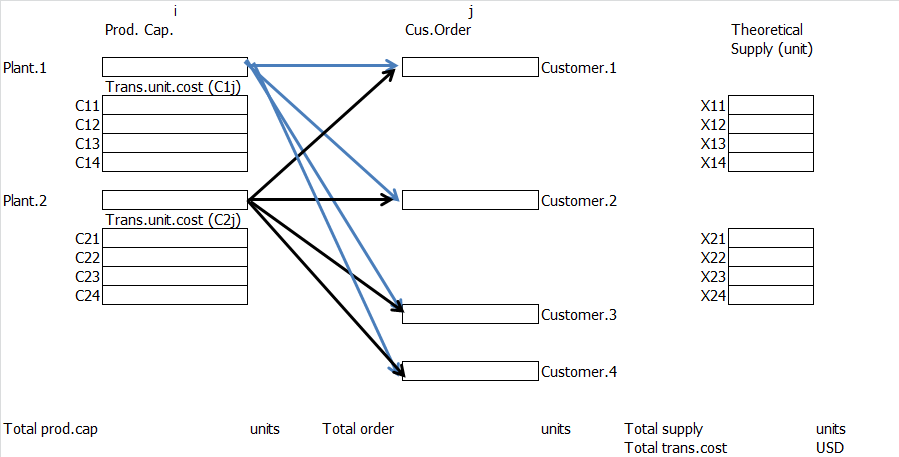 i j
Prod. Cap. Cus.Order Theoretical
Supply (unit)
Plant.1 Customer.1
Trans.unit.cost (C1j)
C11 X11
C12 X12
C13 X13
C14 X14
Plant.2 Customer.2
Trans.unit.cost (C2j)
C21 X21
C22 X22
C23 X23
C24 X24
Customer.3
Customer.4
Total prod.cap units Total order units Total supply units
Total trans.cost USD